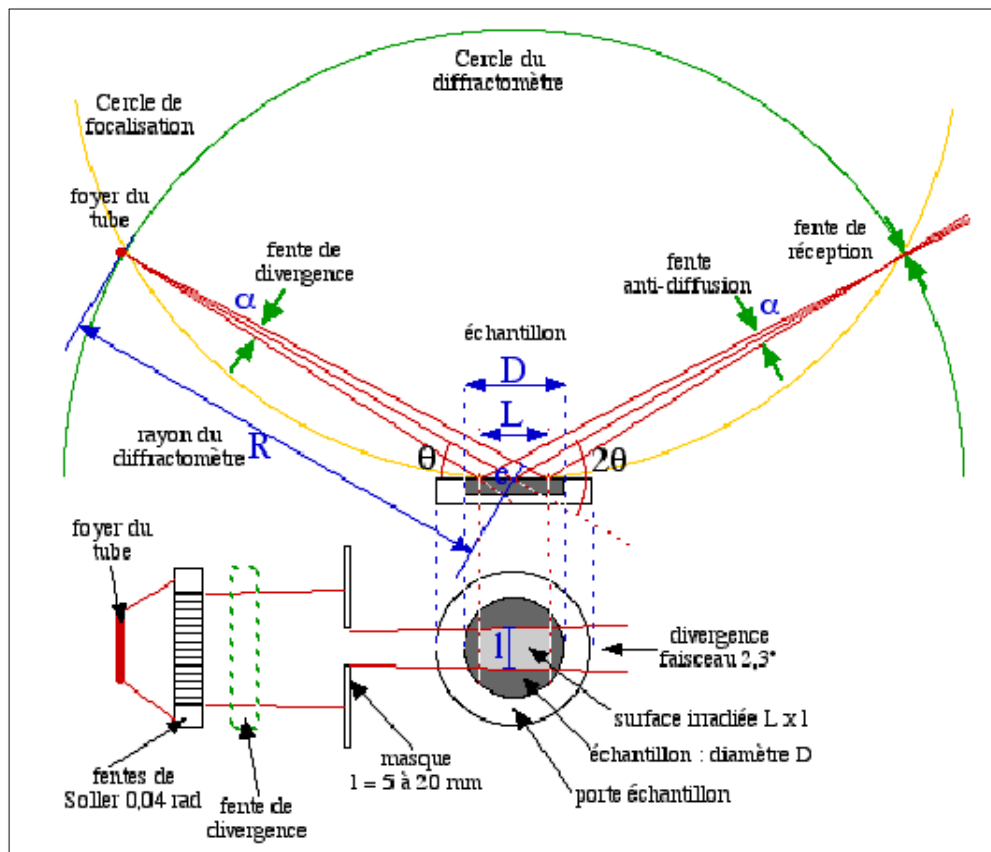 Cercle du
diffractomètre
Cercle de
focalisation
foyer du
tube
fente de
divergence
α
fente
anti-diffusion
α
fente de
réception
échantillon
D
L
rayon du
diffractomètre
R
θ
e
2θ
foyer du
tube
l
divergence
faisceau 2,3°
surface irradiée L x l
échantillon : diamètre D
porte échantillon
masque
l = 5 à 20 mm
fentes de
Soller 0,04 rad
fente de
divergence